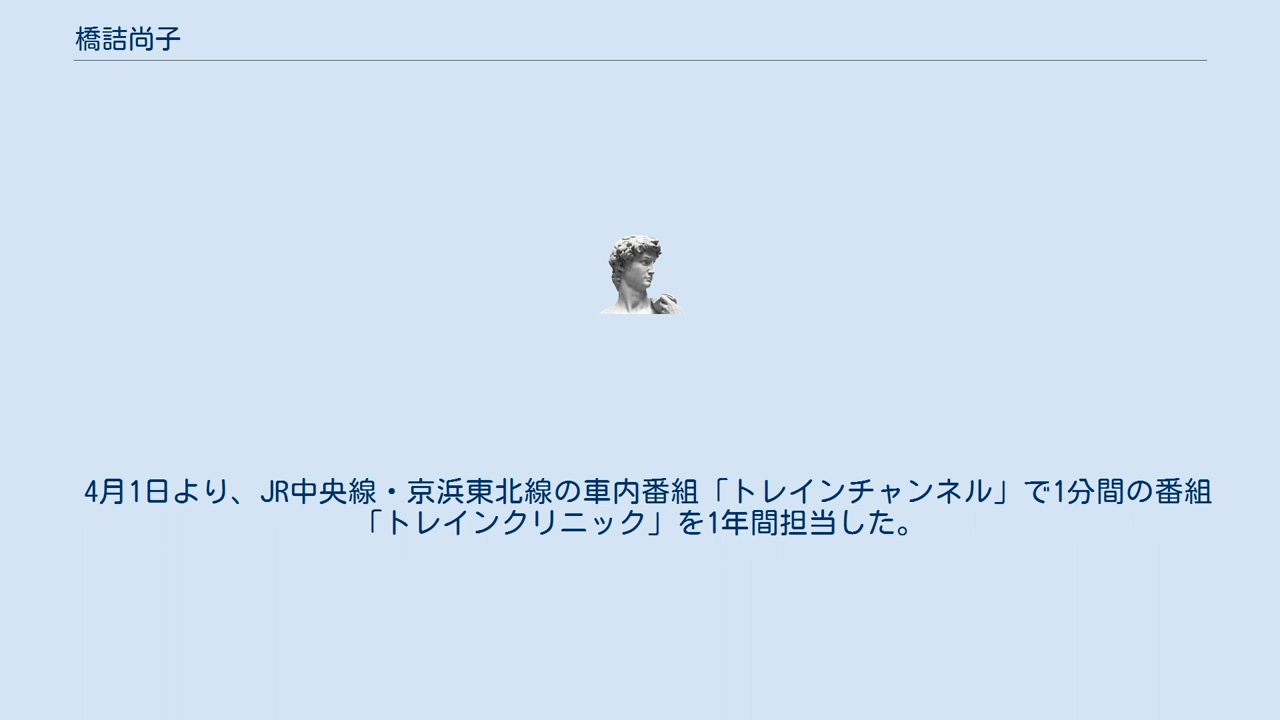 橋詰尚子
4月1日より、JR中央線・京浜東北線の車内番組「トレインチャンネル」で1分間の番組
「トレインクリニック」を1年間担当した。